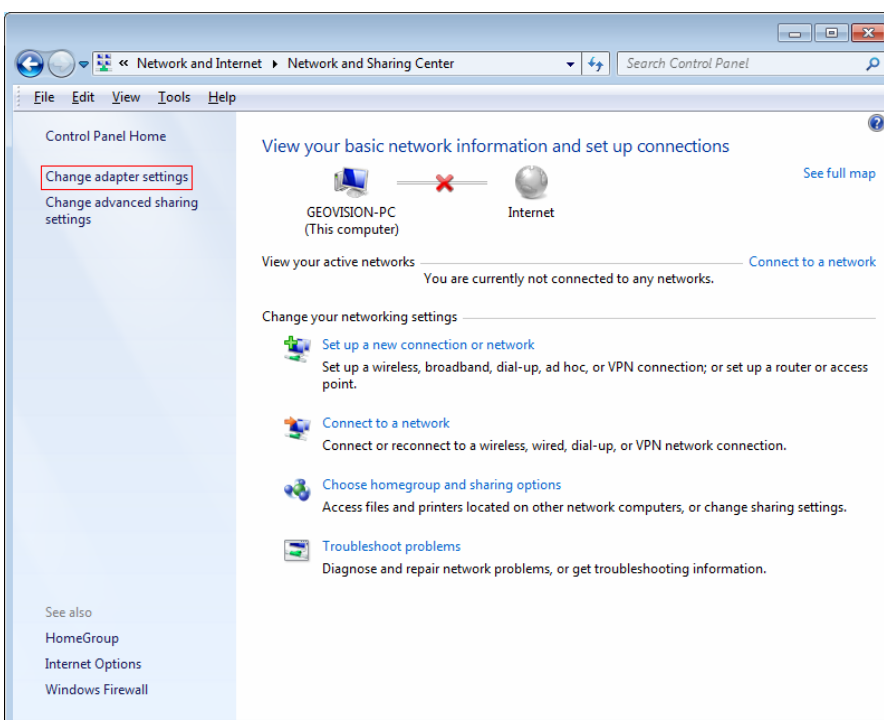 « Network and Internet ▸ Network and Sharing Center
Search Control Panel
File Edit View Tools Help
Control Panel Home
Change adapter settings
Change advanced sharing
settings
See also
HomeGroup
Internet Options
Windows Firewall
View your basic network information and set up connections
See full map
GEOVISION-PC
(This computer)
Internet
View your active networks
Connect to a network
You are currently not connected to any networks.
Change your networking settings
Set up a new connection or network
Set up a wireless, broadband, dial-up, ad hoc, or VPN connection; or set up a router or access
point.
Connect to a network
Connect or reconnect to a wireless, wired, dial-up, or VPN network connection.
Choose homegroup and sharing options
Access files and printers located on other network computers, or change sharing settings.
Troubleshoot problems
Diagnose and repair network problems, or get troubleshooting information.